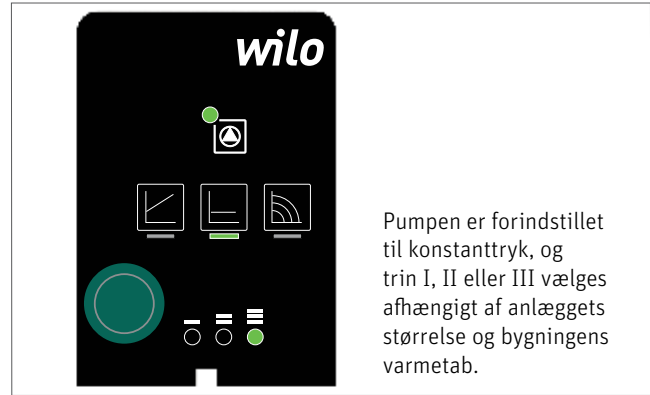 wilo
Pumpen er forindstillet
til konstanttryk, og
trin I, II eller III vælges
afhængigt af anlæggets
størrelse og bygningens
varmetab.